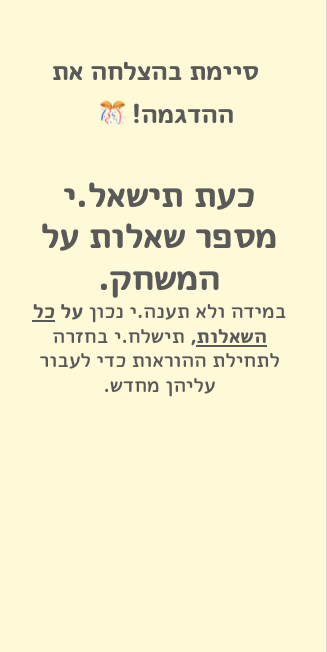 סיימת בהצלחה את
ההדגמה! 🎊
כעת תישאל.י
מספר שאלות על
המשחק.
במידה ולא תענה.י נכון על כל
השאלות, תישלח.י בחזרה
לתחילת ההוראות כדי לעבור
עליהן מחדש.